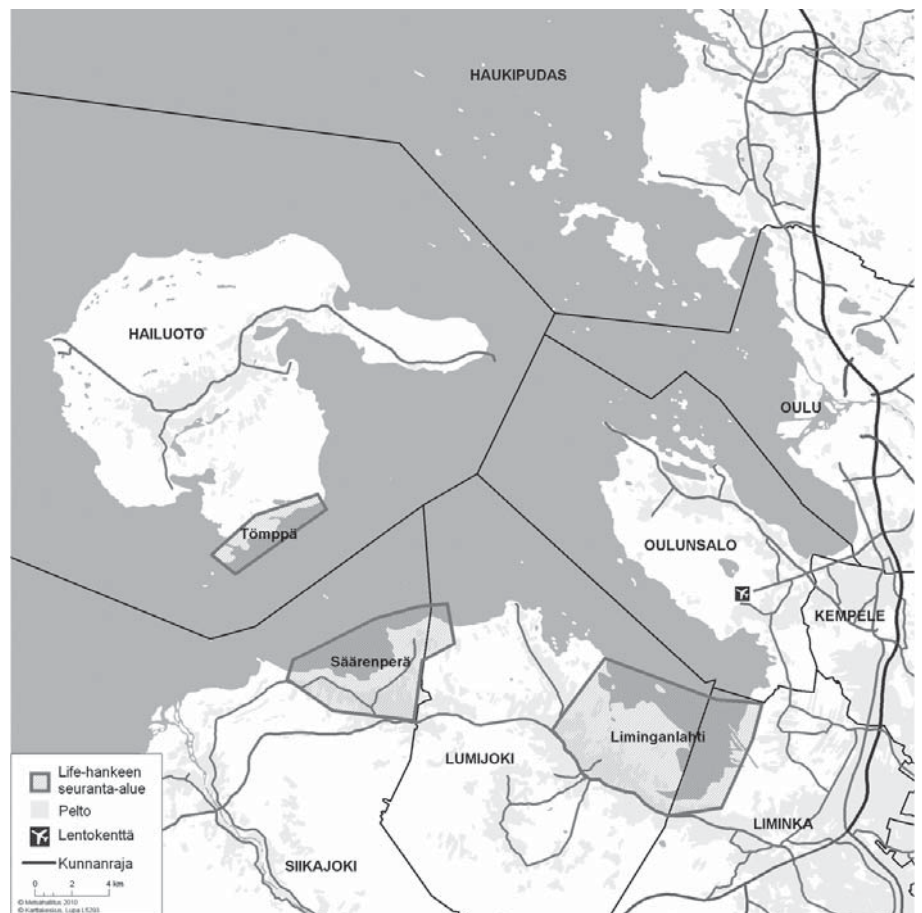 HAUKIPUDAS
HAILUOTO
OULU
Tömppä
OULUNSALO
KEMPELE
Säärenperä
Liminganlahti
LUMIJOKI
LIMINKA
SIIKAJOKI
Life-hankeen
seuranta-alue
Pelto
Lentokenttä
Kunnanraja
0 2 4 km
© Metsähallitus 2010
© Karttakeskus, Lupa L5293